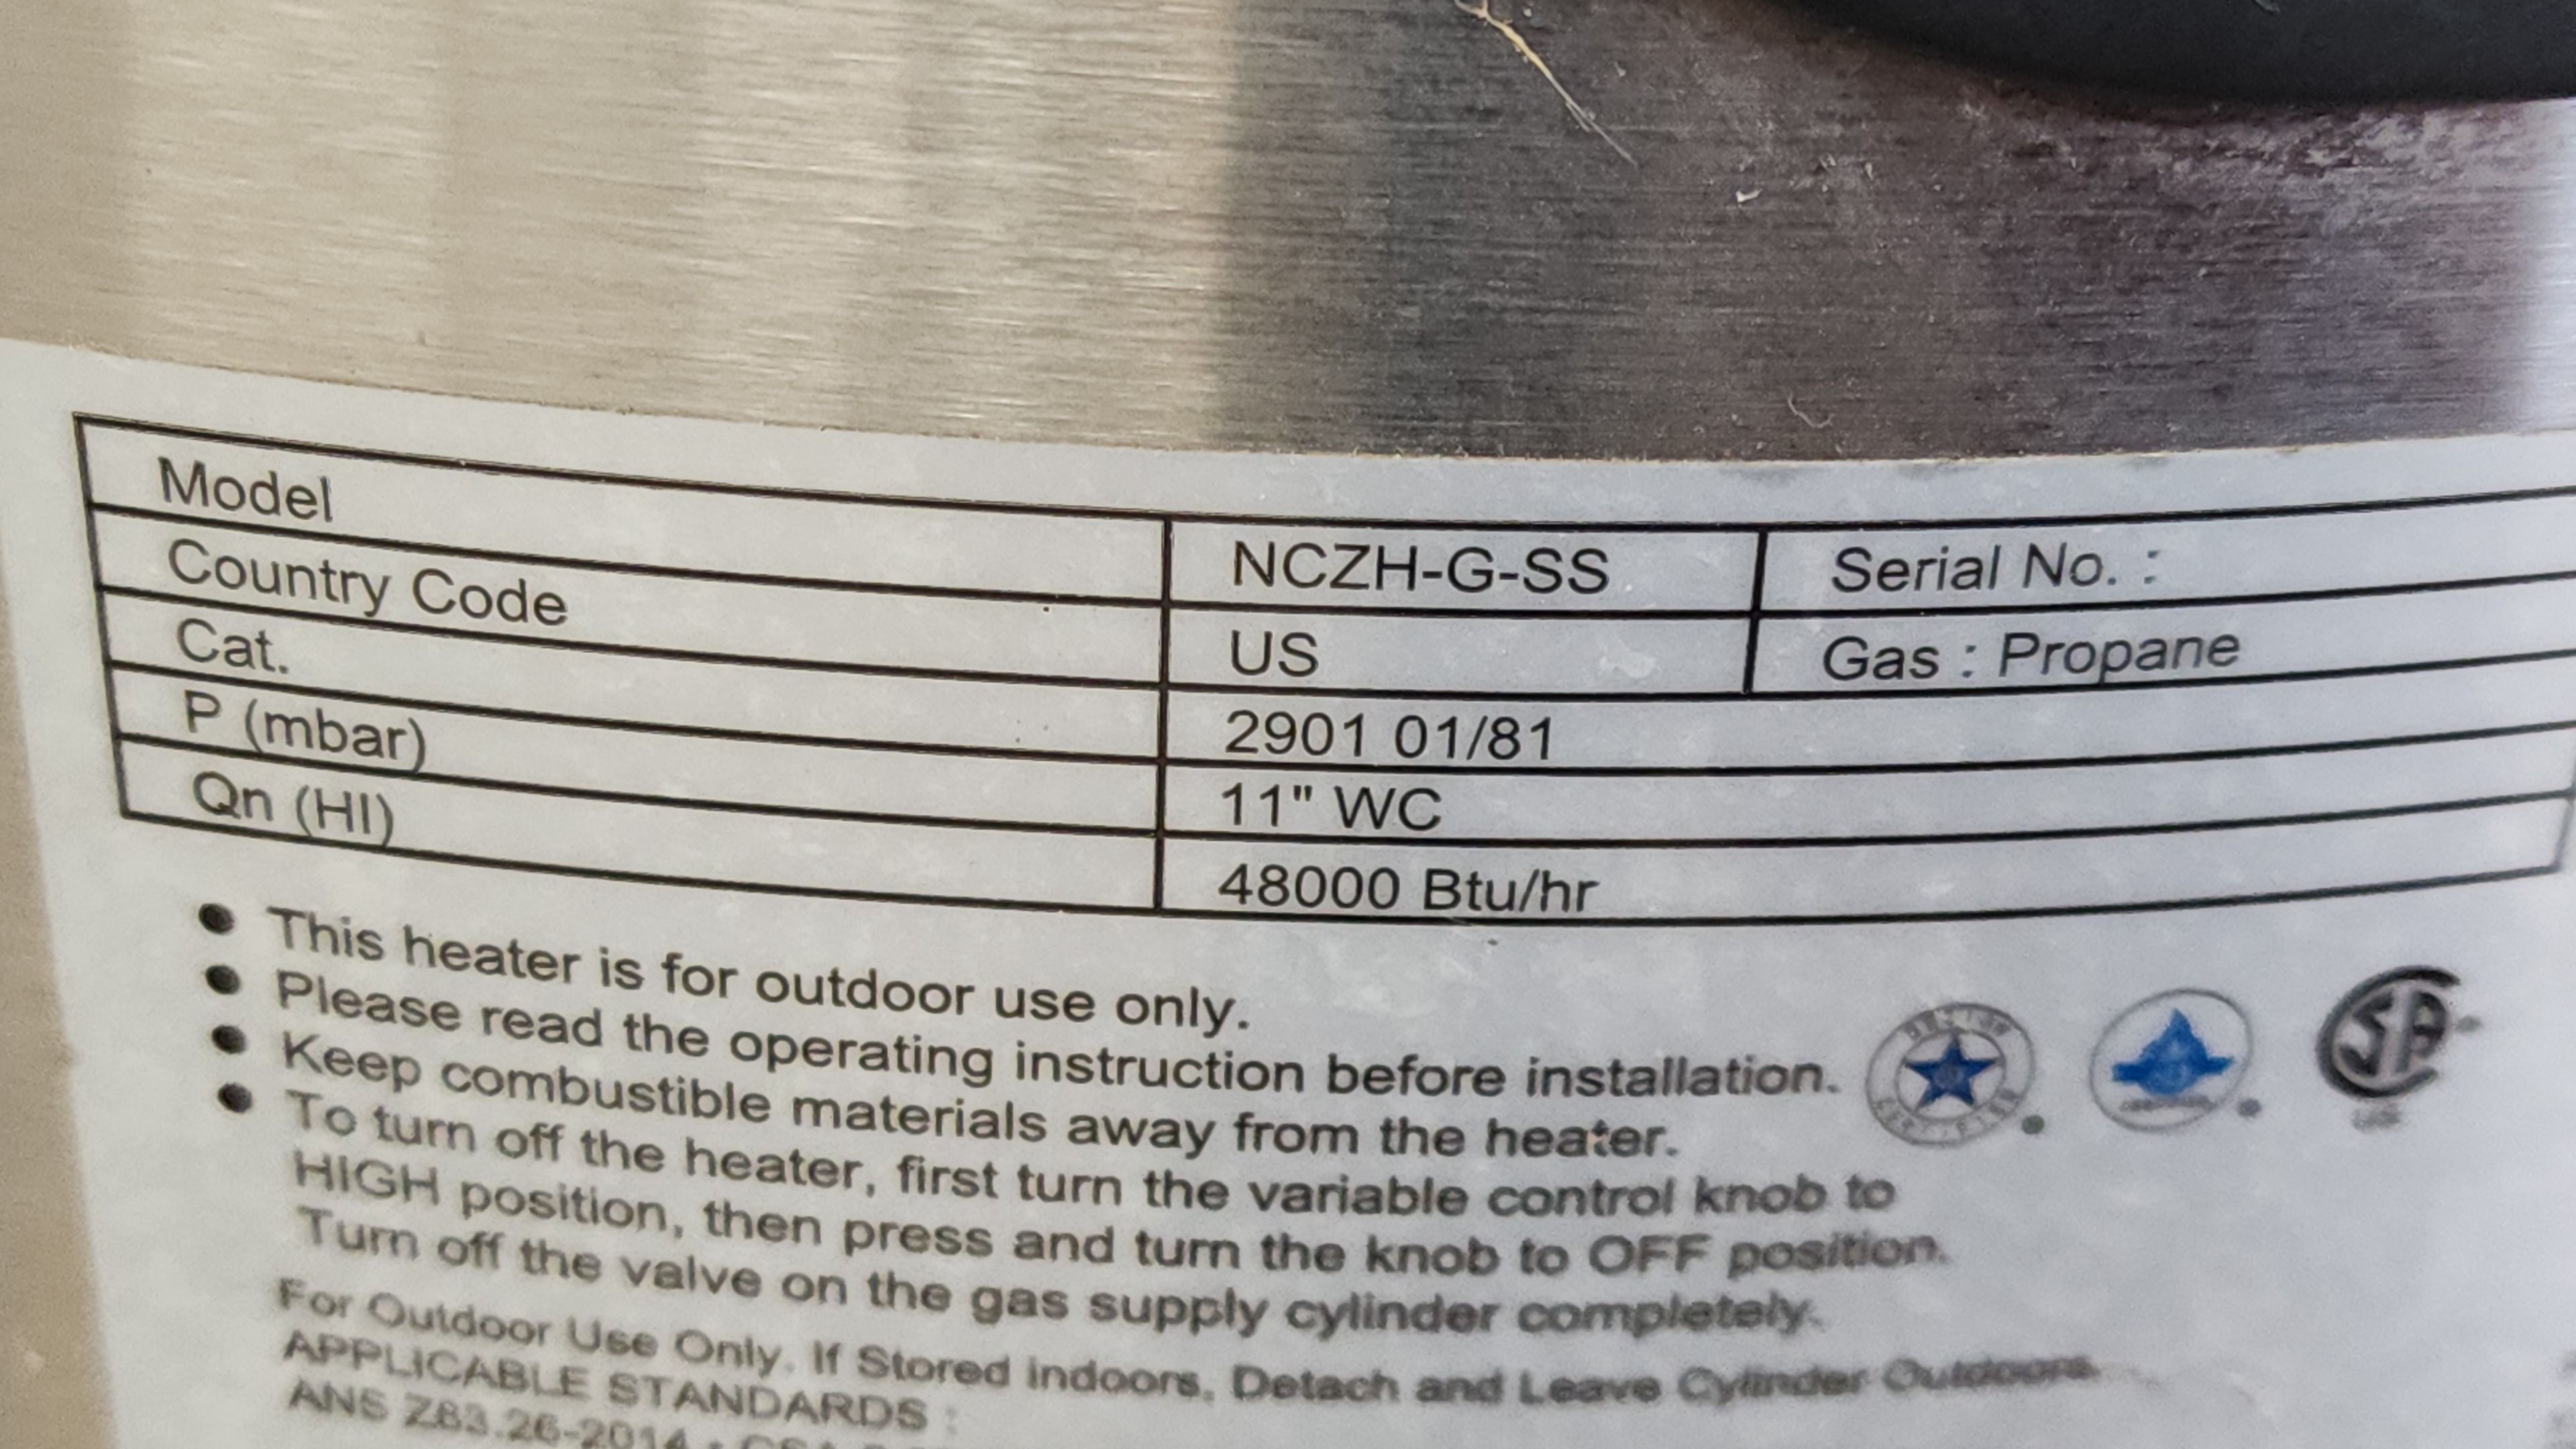 Model NCZH-G-SS Serial No. :
Country Code US Gas : Propane
Cat. 2901 01/81
P (mbar) 11" WC
Qn (HI) 48000 Btu/hr
● This heater is for outdoor use only.
● Please read the operating instruction before installation.
● Keep combustible materials away from the heater.
● To turn off the heater, first turn the variable control knob to
HIGH position, then press and turn the knob to OFF position.
Turn off the valve on the gas supply cylinder completely.
For Outdoor Use Only. If Stored indoors, Detach and Leave Cylinder Outdoors
APPLICABLE STANDARDS :
ANS Z83.26-2014